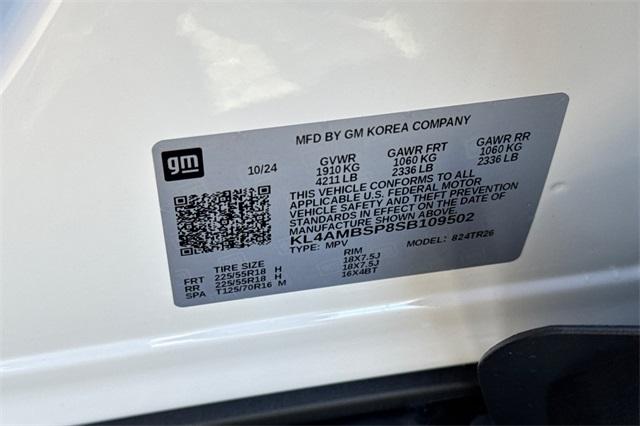 MFD BY GM KOREA COMPANY
gm
10/24
GVWR GAWR FRT GAWR RR
1910 KG 1060 KG 1060 KG
4211 LB 2336 LB 2336 LB
THIS VEHICLE CONFORMS TO ALL
APPLICABLE U.S. FEDERAL MOTOR
VEHICLE SAFETY AND THEFT PREVENTION
STANDARDS IN EFFECT ON THE DATE OF
MANUFACTURE SHOWN ABOVE.
KL4AMBSP8SB109502
TYPE: MPV MODEL: 824TR26
TIRE SIZE RIM
FRT 225/55R18 H 18X7.5J
RR 225/55R18 H 18X7.5J
SPA T125/70R16 M 16X4BT